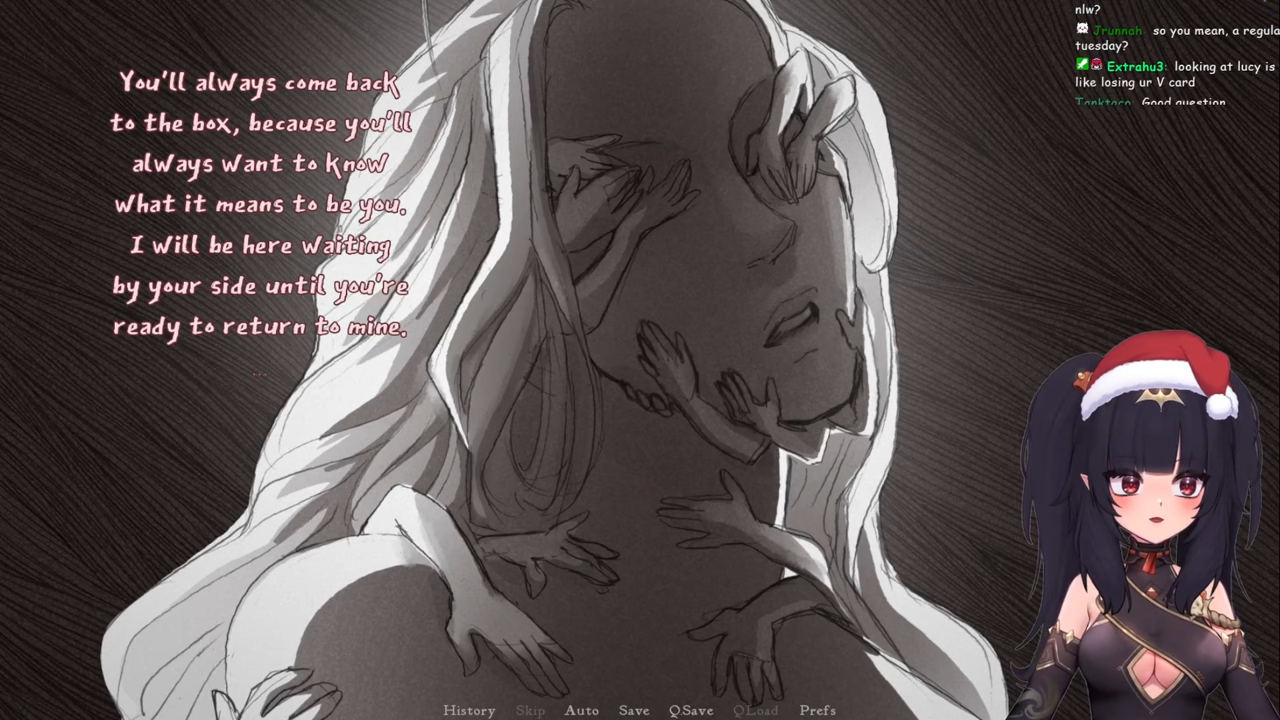 You'll always come back
to the box, because you'll
always want to know
what it means to be you.
I will be here waiting
by your side until you're
ready to return to mine.
...
nlw?
Jrunnah so you mean, a regula
tuesday?
Extrahu3: looking at lucy is
like losing ur V card
Tanktaco Good question
History Skip Auto Save Q.Save Q.Load Prefs